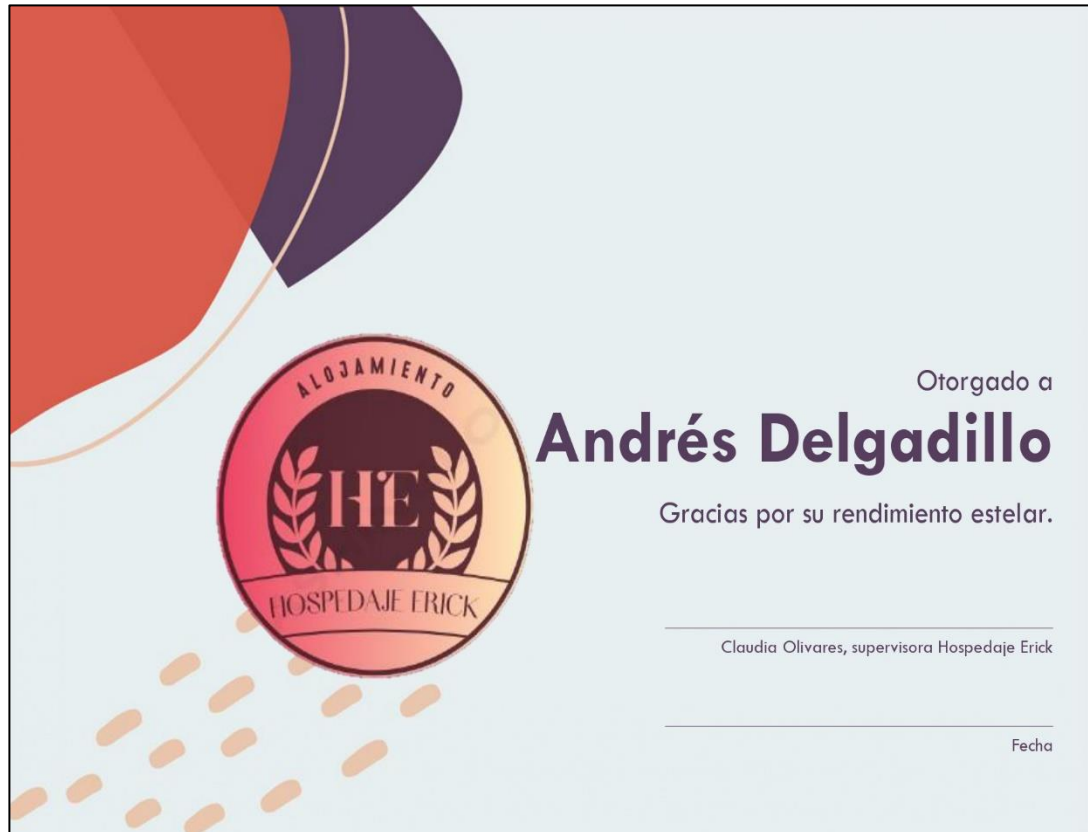 ALOJAMIENTO
HE
HOSPEDAJE ERICK
Otorgado a
Andrés Delgadillo
Gracias por su rendimiento estelar.
Claudia Olivares, supervisora Hospedaje Erick
Fecha